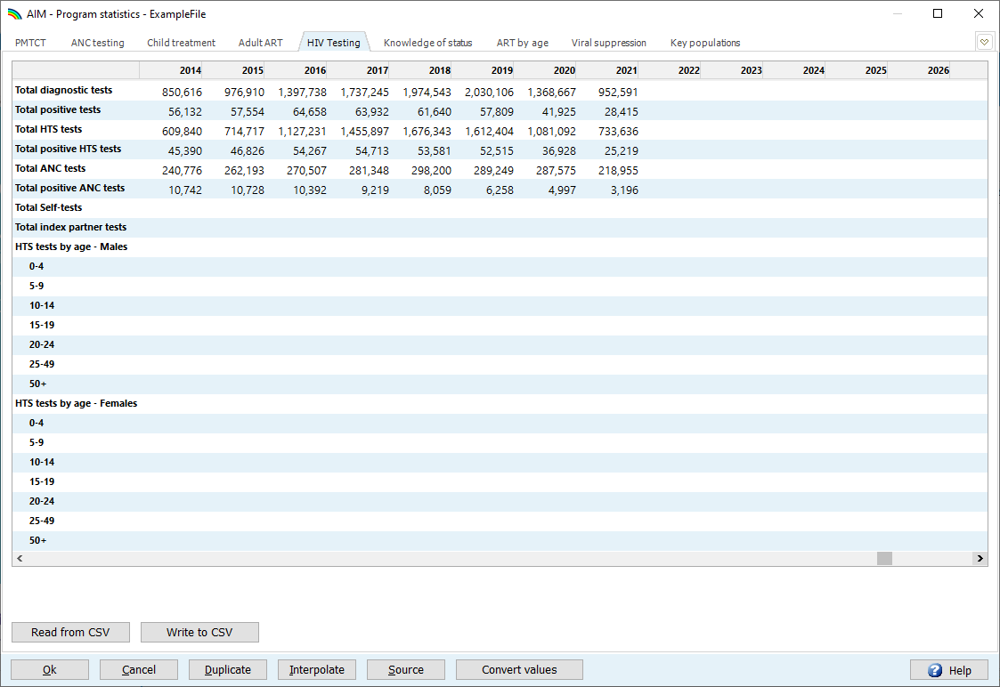 AIM - Program statistics - ExampleFile
PMTCT ANC testing Child treatment Adult ART HIV Testing Knowledge of status ART by age Viral suppression Key populations
2014 2015 2016 2017 2018 2019 2020 2021 2022 2023 2024 2025 2026
Total diagnostic tests 850,616 976,910 1,397,738 1,737,245 1,974,543 2,030,106 1,368,667 952,591
Total positive tests 56,132 57,554 64,658 63,932 61,640 57,809 41,925 28,415
Total HTS tests 609,840 714,717 1,127,231 1,455,897 1,676,343 1,612,404 1,081,092 733,636
Total positive HTS tests 45,390 46,826 54,267 54,713 53,581 52,515 36,928 25,219
Total ANC tests 240,776 262,193 270,507 281,348 298,200 289,249 287,575 218,955
Total positive ANC tests 10,742 10,728 10,392 9,219 8,059 6,258 4,997 3,196
Total Self-tests
Total index partner tests
HTS tests by age - Males
0-4
5-9
10-14
15-19
20-24
25-49
50+
HTS tests by age - Females
0-4
5-9
10-14
15-19
20-24
25-49
50+
Read from CSV Write to CSV
Ok Cancel Duplicate Interpolate Source Convert values Help